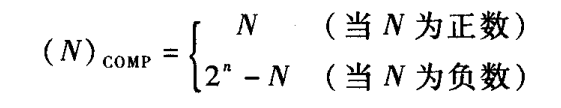 (N)COMP = { N (当 N 为正数)
2ⁿ - N (当 N 为负数)